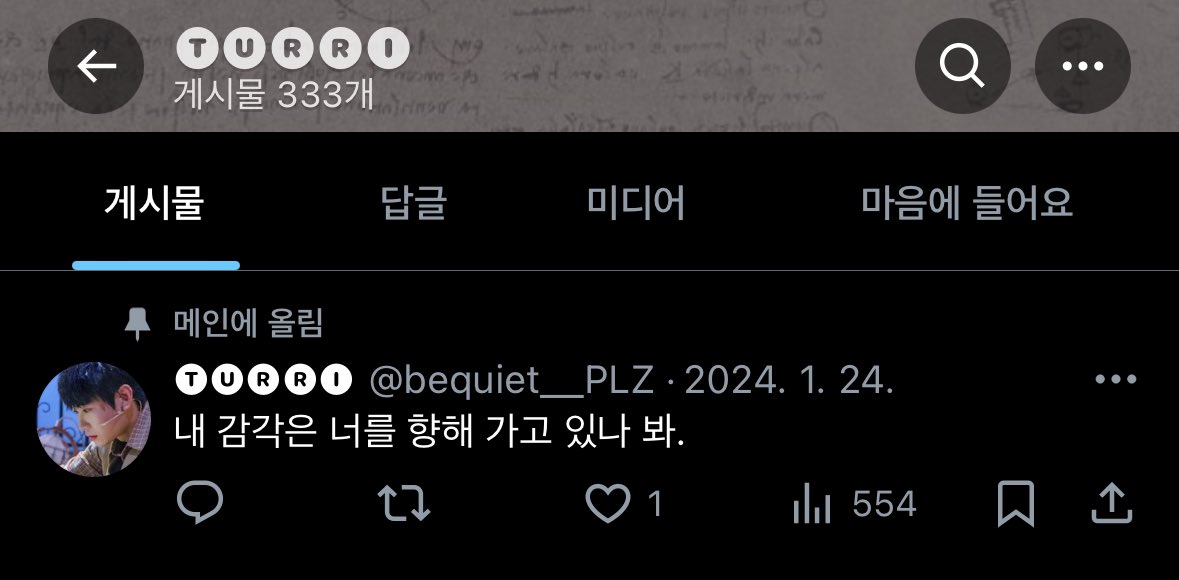 🅣🅤🅡🅡🅘
게시물 333개
게시물 답글 미디어 마음에 들어요
메인에 올림
🅣🅤🅡🅡🅘 @bequiet__PLZ · 2024. 1. 24.
내 감각은 너를 향해 가고 있나 봐.
1 554